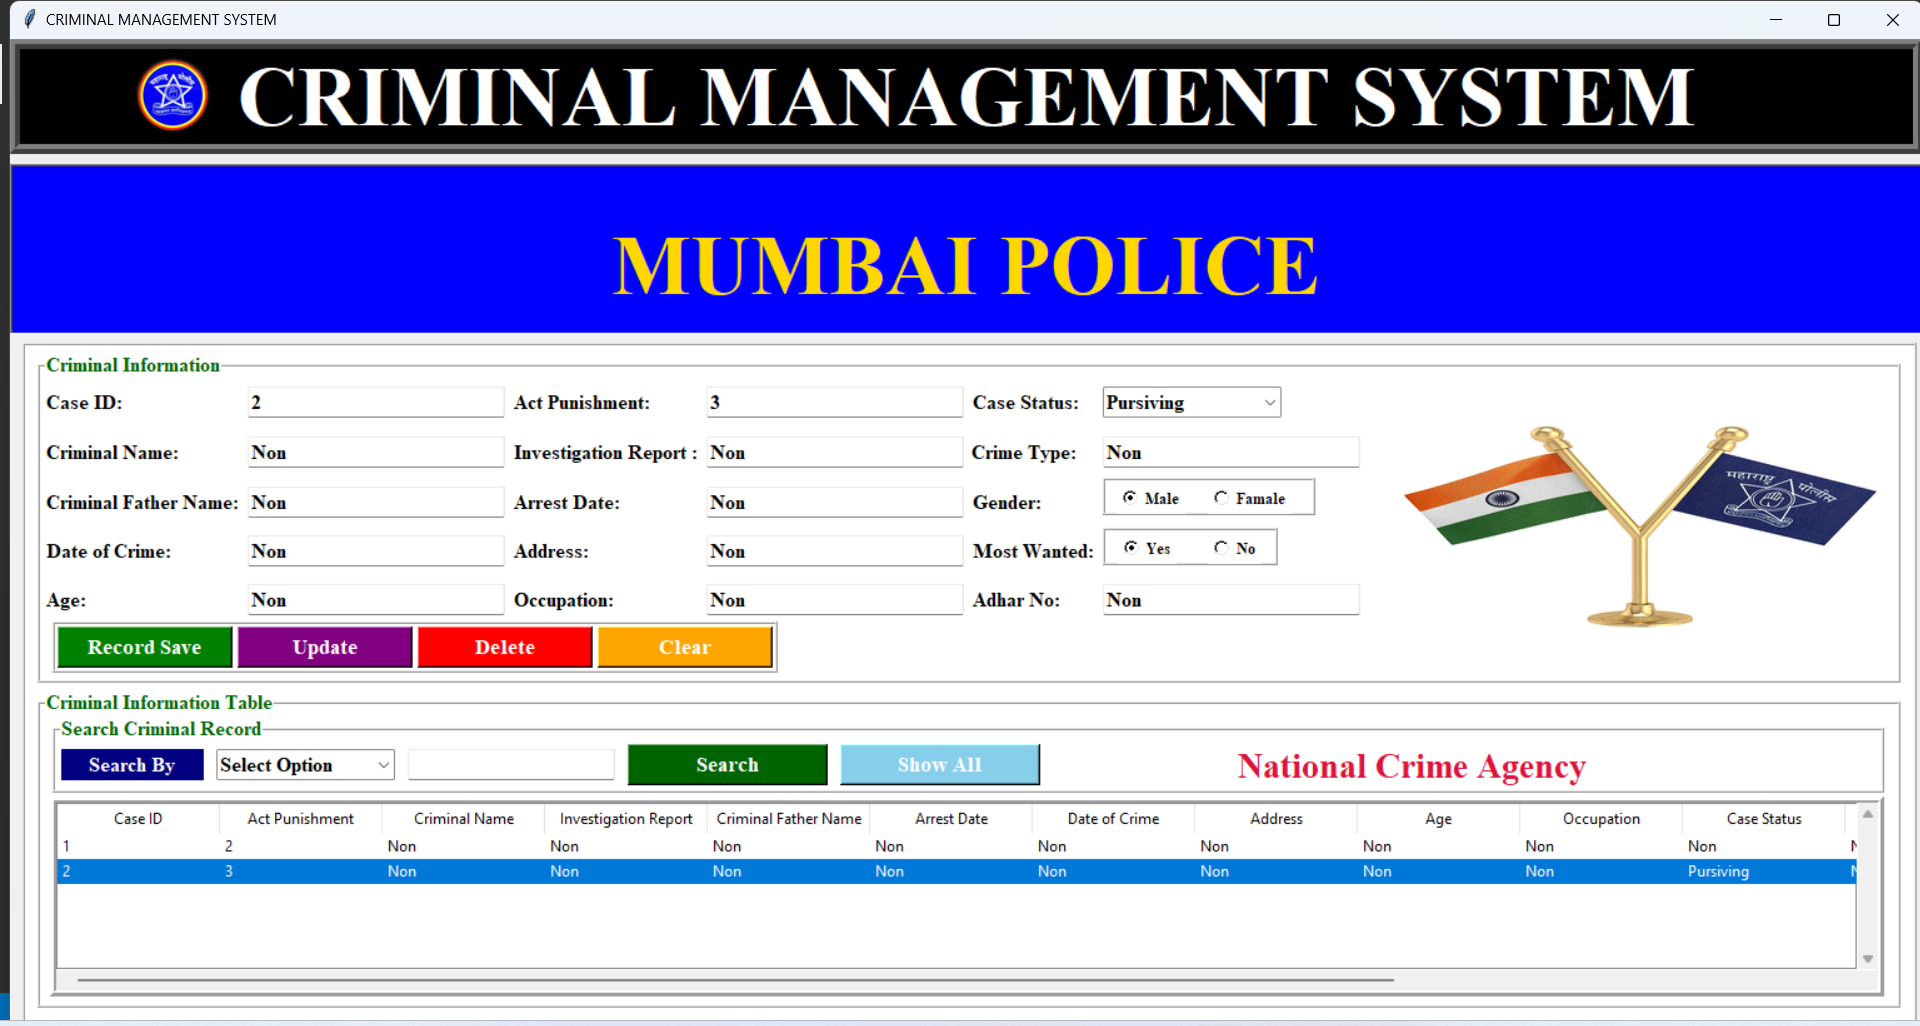 CRIMINAL MANAGEMENT SYSTEM
CRIMINAL MANAGEMENT SYSTEM
MUMBAI POLICE
Criminal Information
Case ID: 2 Act Punishment: 3 Case Status: Pursiving
Criminal Name: Non Investigation Report : Non Crime Type: Non
Criminal Father Name: Non Arrest Date: Non Gender: Male Famale
Date of Crime: Non Address: Non Most Wanted: Yes No
Age: Non Occupation: Non Adhar No: Non
महाराष्ट्र पोलीस
Record Save Update Delete Clear
Criminal Information Table
Search Criminal Record
Search By Select Option Search Show All National Crime Agency
Case ID Act Punishment Criminal Name Investigation Report Criminal Father Name Arrest Date Date of Crime Address Age Occupation Case Status
1 2 Non Non Non Non Non Non Non Non Non
2 3 Non Non Non Non Non Non Non Non Pursiving